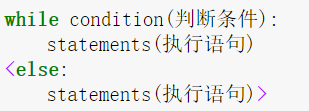 while condition(判断条件):
    statements(执行语句)
<else:
    statements(执行语句)>